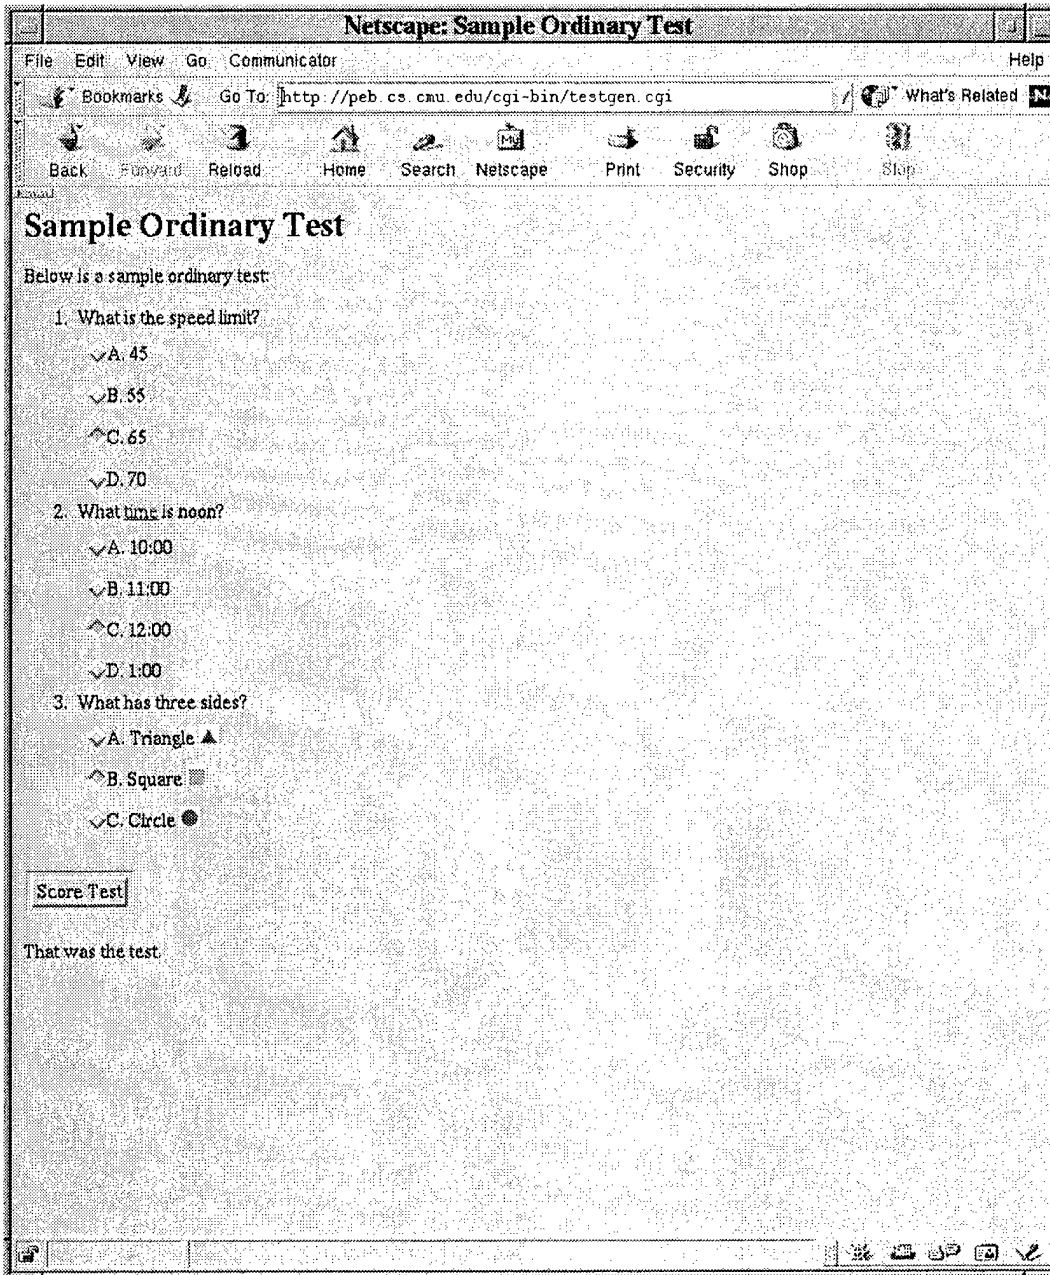 Netscape: Sample Ordinary Test
File Edit View Go Communicator Help
Bookmarks Go To: http://peb.cs.cmu.edu/cgi-bin/testgen.cgi What's Related N
My
Back Forward Reload Home Search Netscape Print Security Shop Stop
Sample Ordinary Test
Below is a sample ordinary test:
1. What is the speed limit?
A. 45
B. 55
C. 65
D. 70
2. What time is noon?
A. 10:00
B. 11:00
C. 12:00
D. 1:00
3. What has three sides?
A. Triangle
B. Square
C. Circle
Score Test
That was the test.